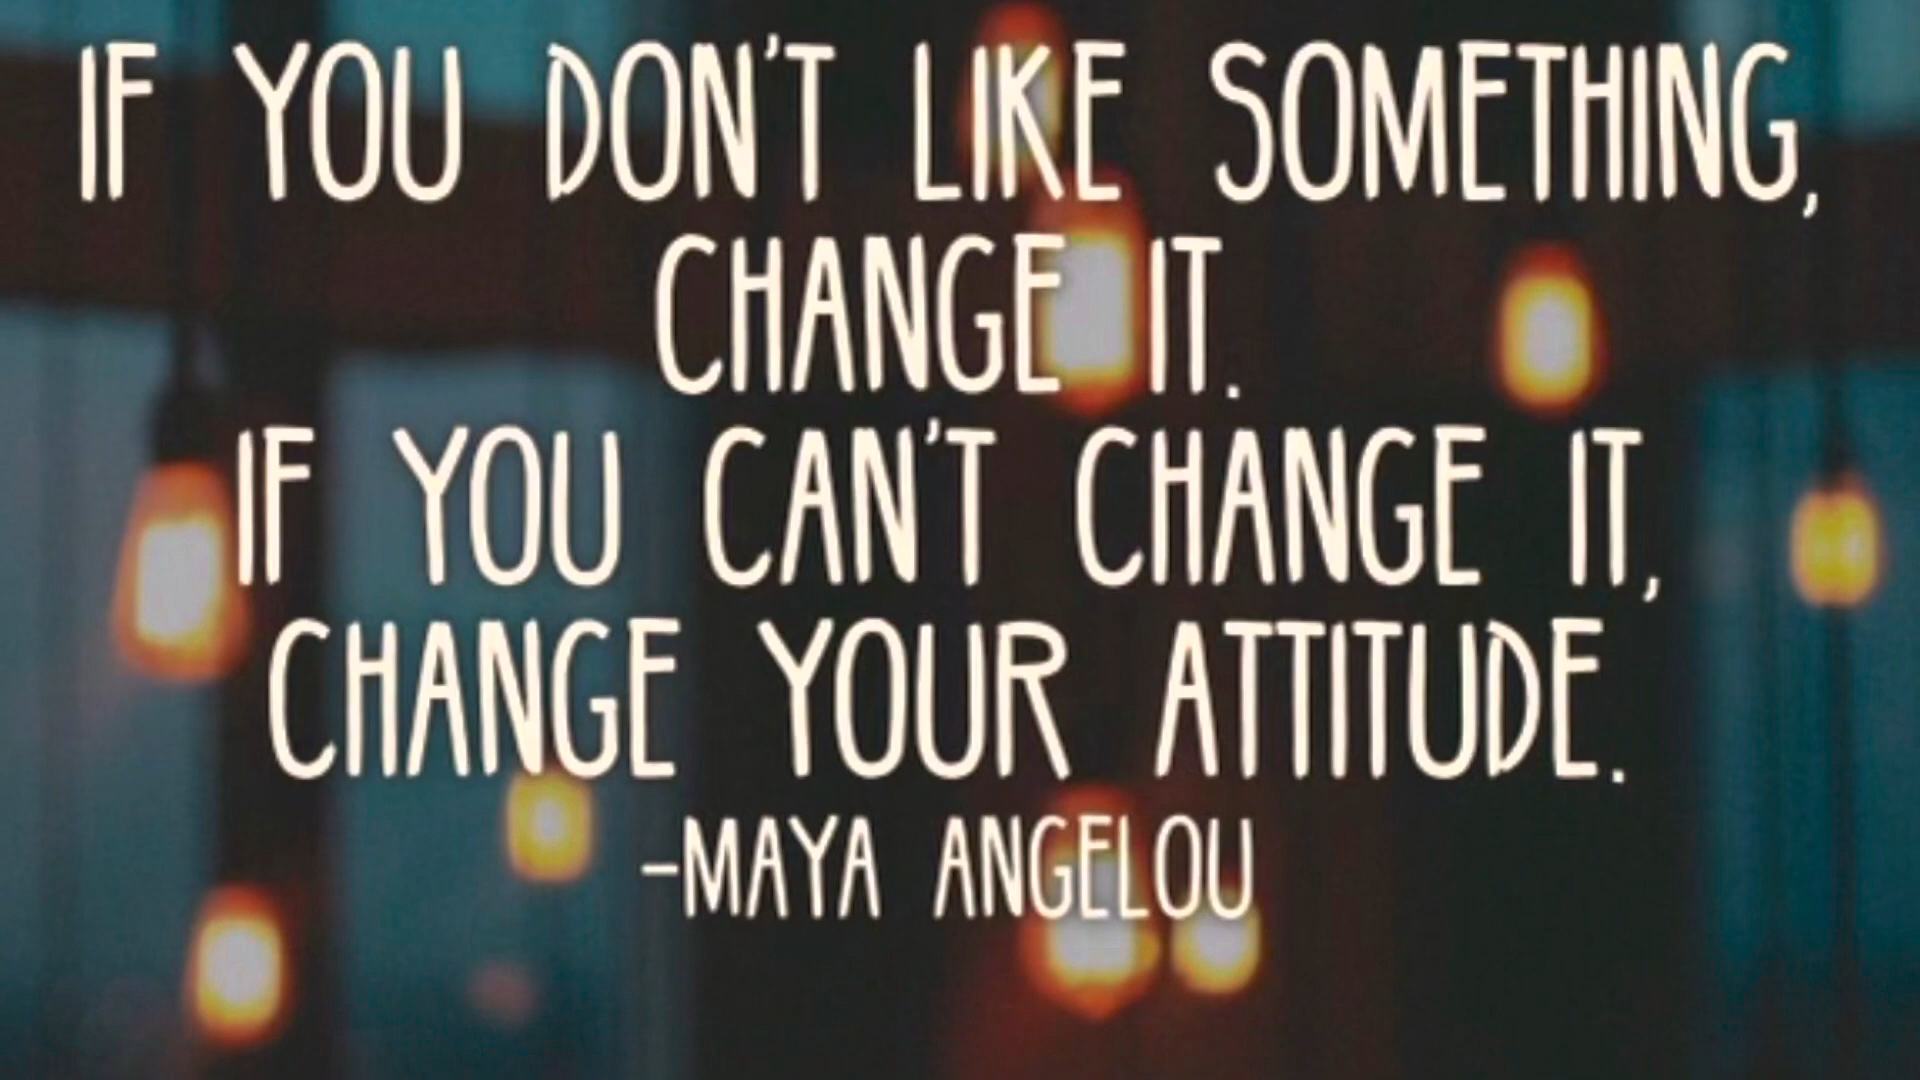 IF YOU DON'T LIKE SOMETHING,
CHANGE IT.
IF YOU CAN'T CHANGE IT,
CHANGE YOUR ATTITUDE.
-MAYA ANGELOU